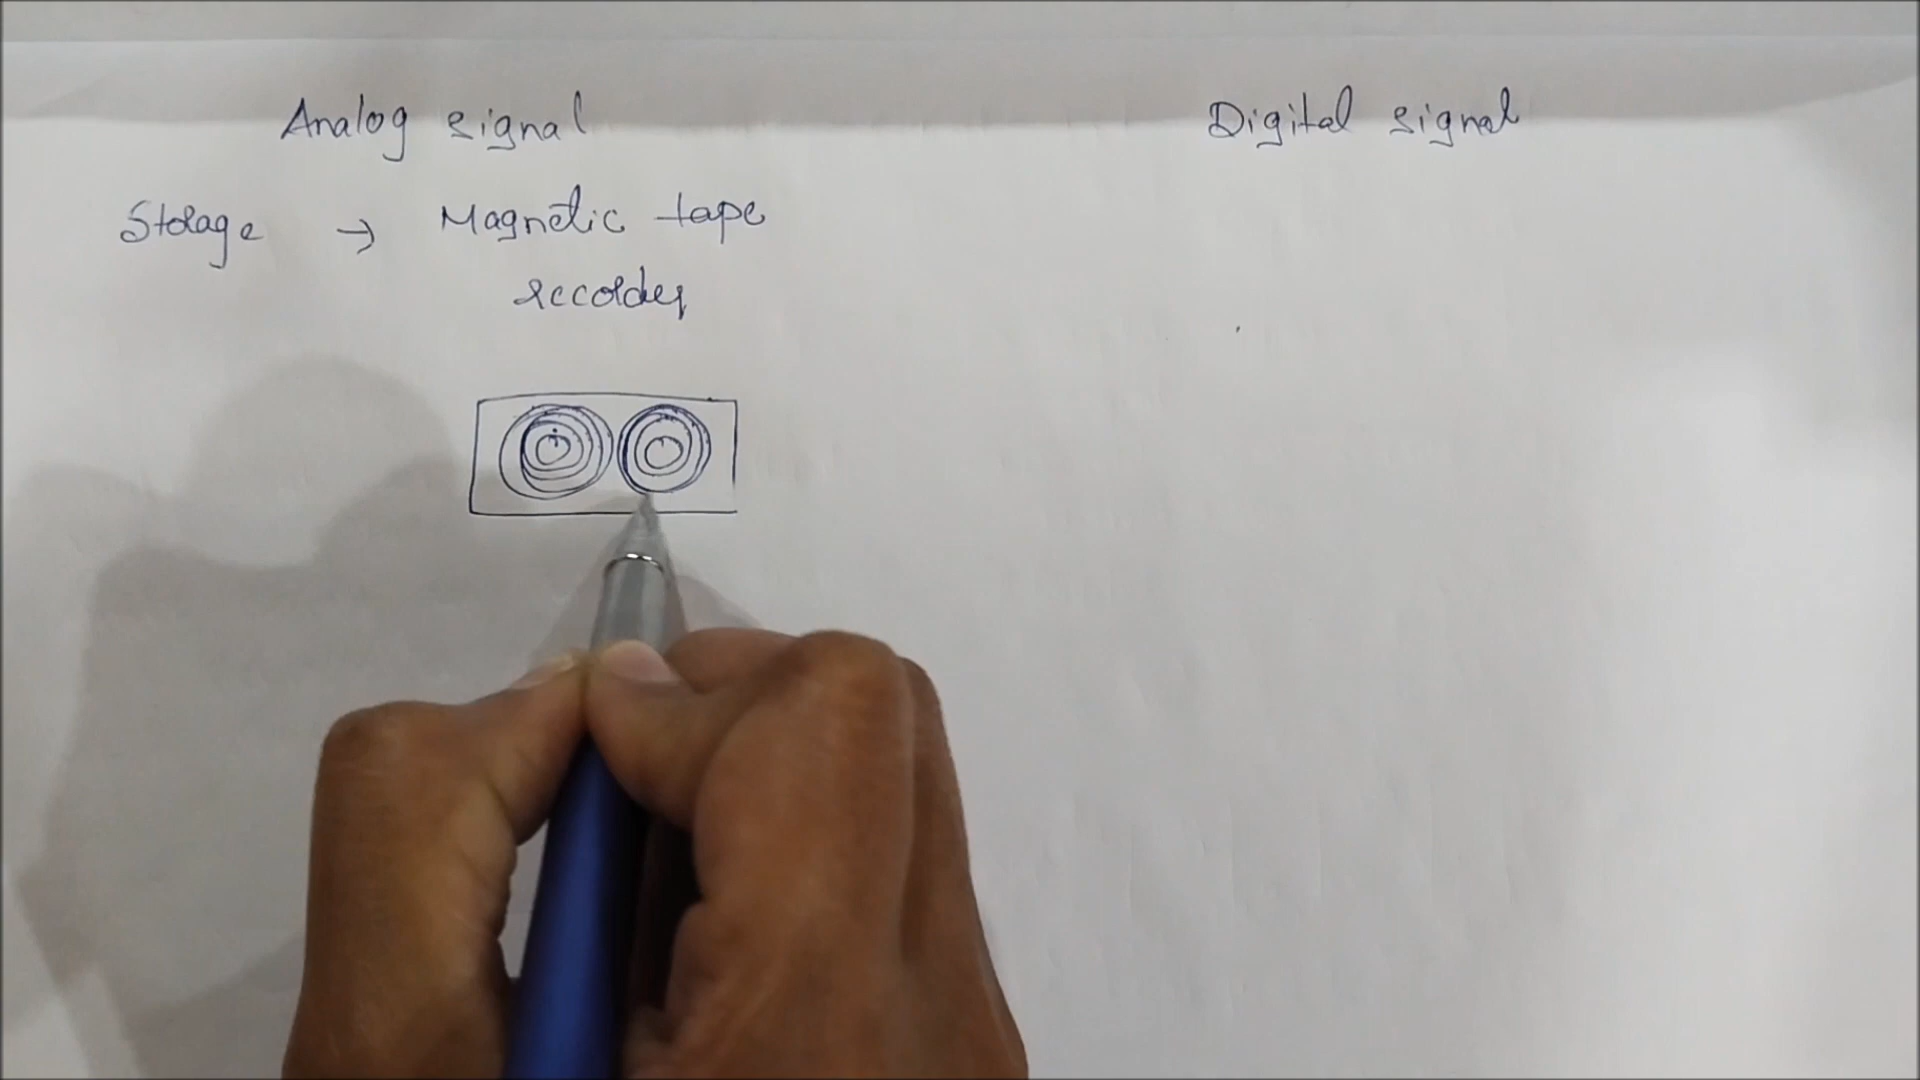 Analog signal
Digital signal
Storage → Magnetic tape
recorder